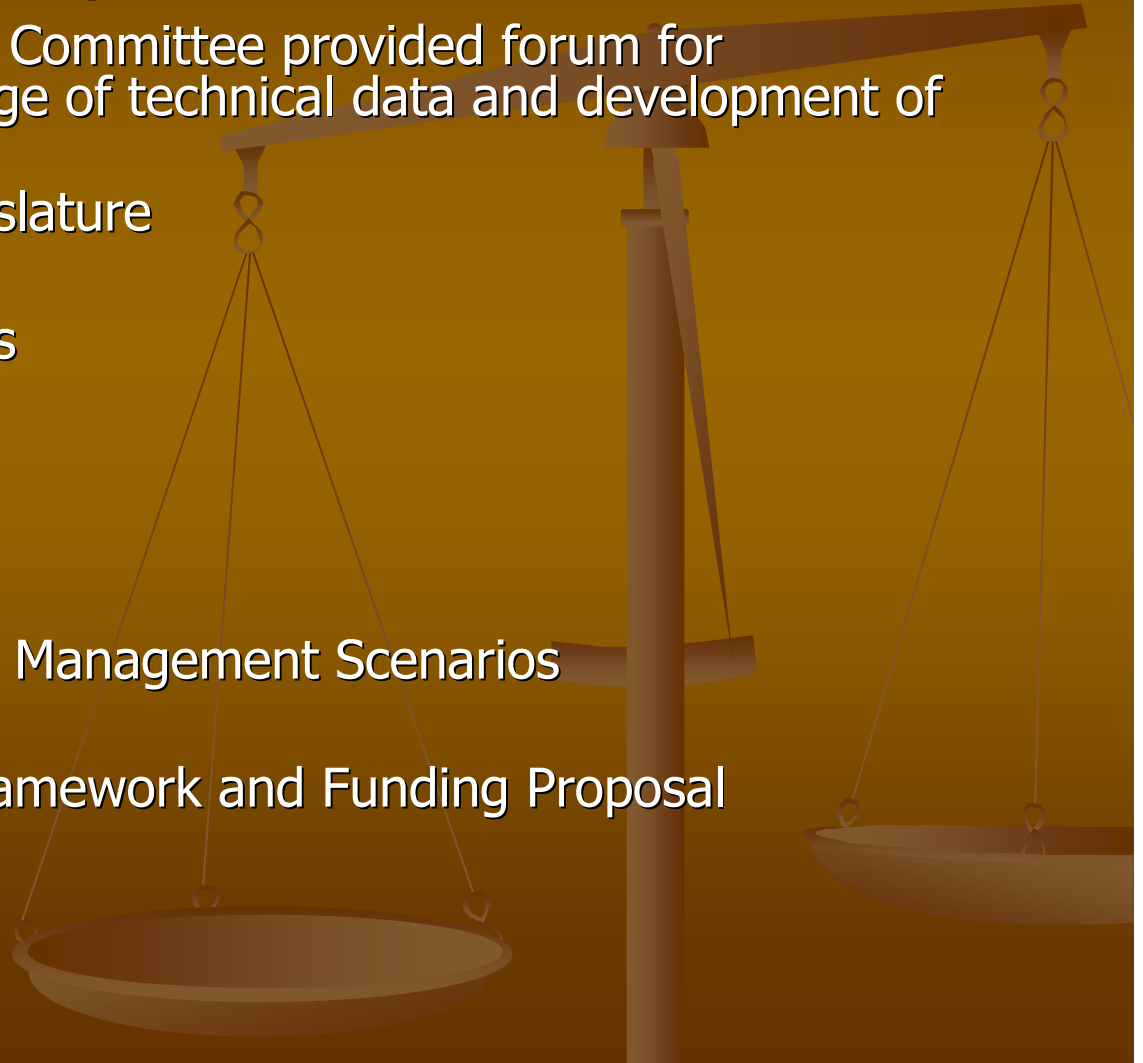 Committee provided forum for
ge of technical data and development of
slature
s
Management Scenarios
amework and Funding Proposal